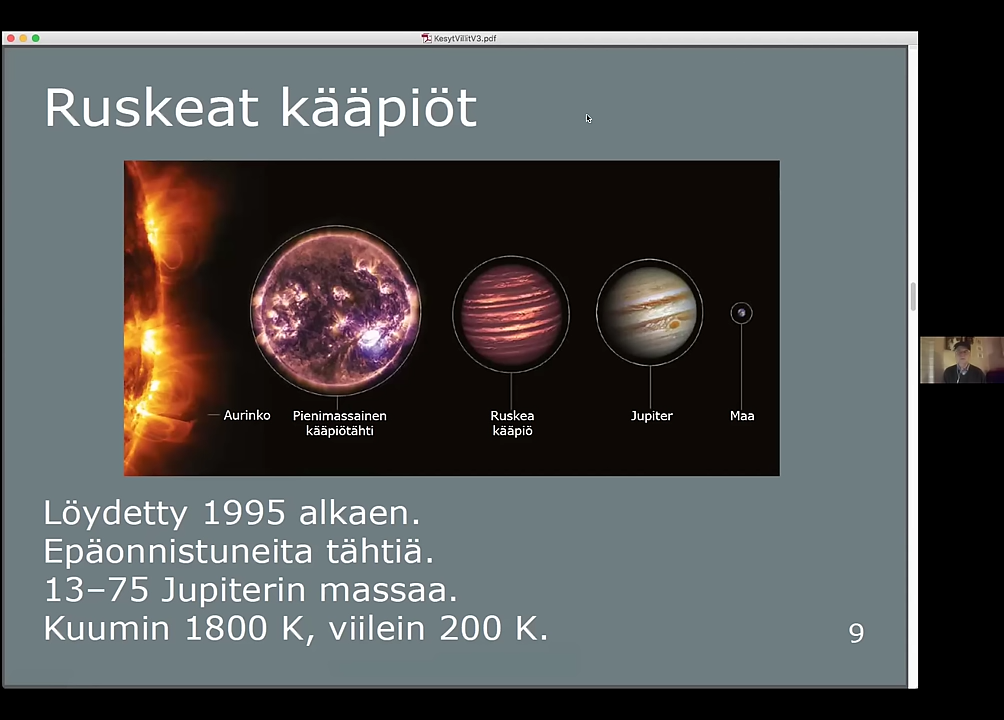 KesytVillitV3.pdf
Ruskeat kääpiöt
Aurinko
Pienimassainen
kääpiötähti
Ruskea
kääpiö
Jupiter
Maa
Löydetty 1995 alkaen.
Epäonnistuneita tähtiä.
13–75 Jupiterin massaa.
Kuumin 1800 K, viilein 200 K.
9